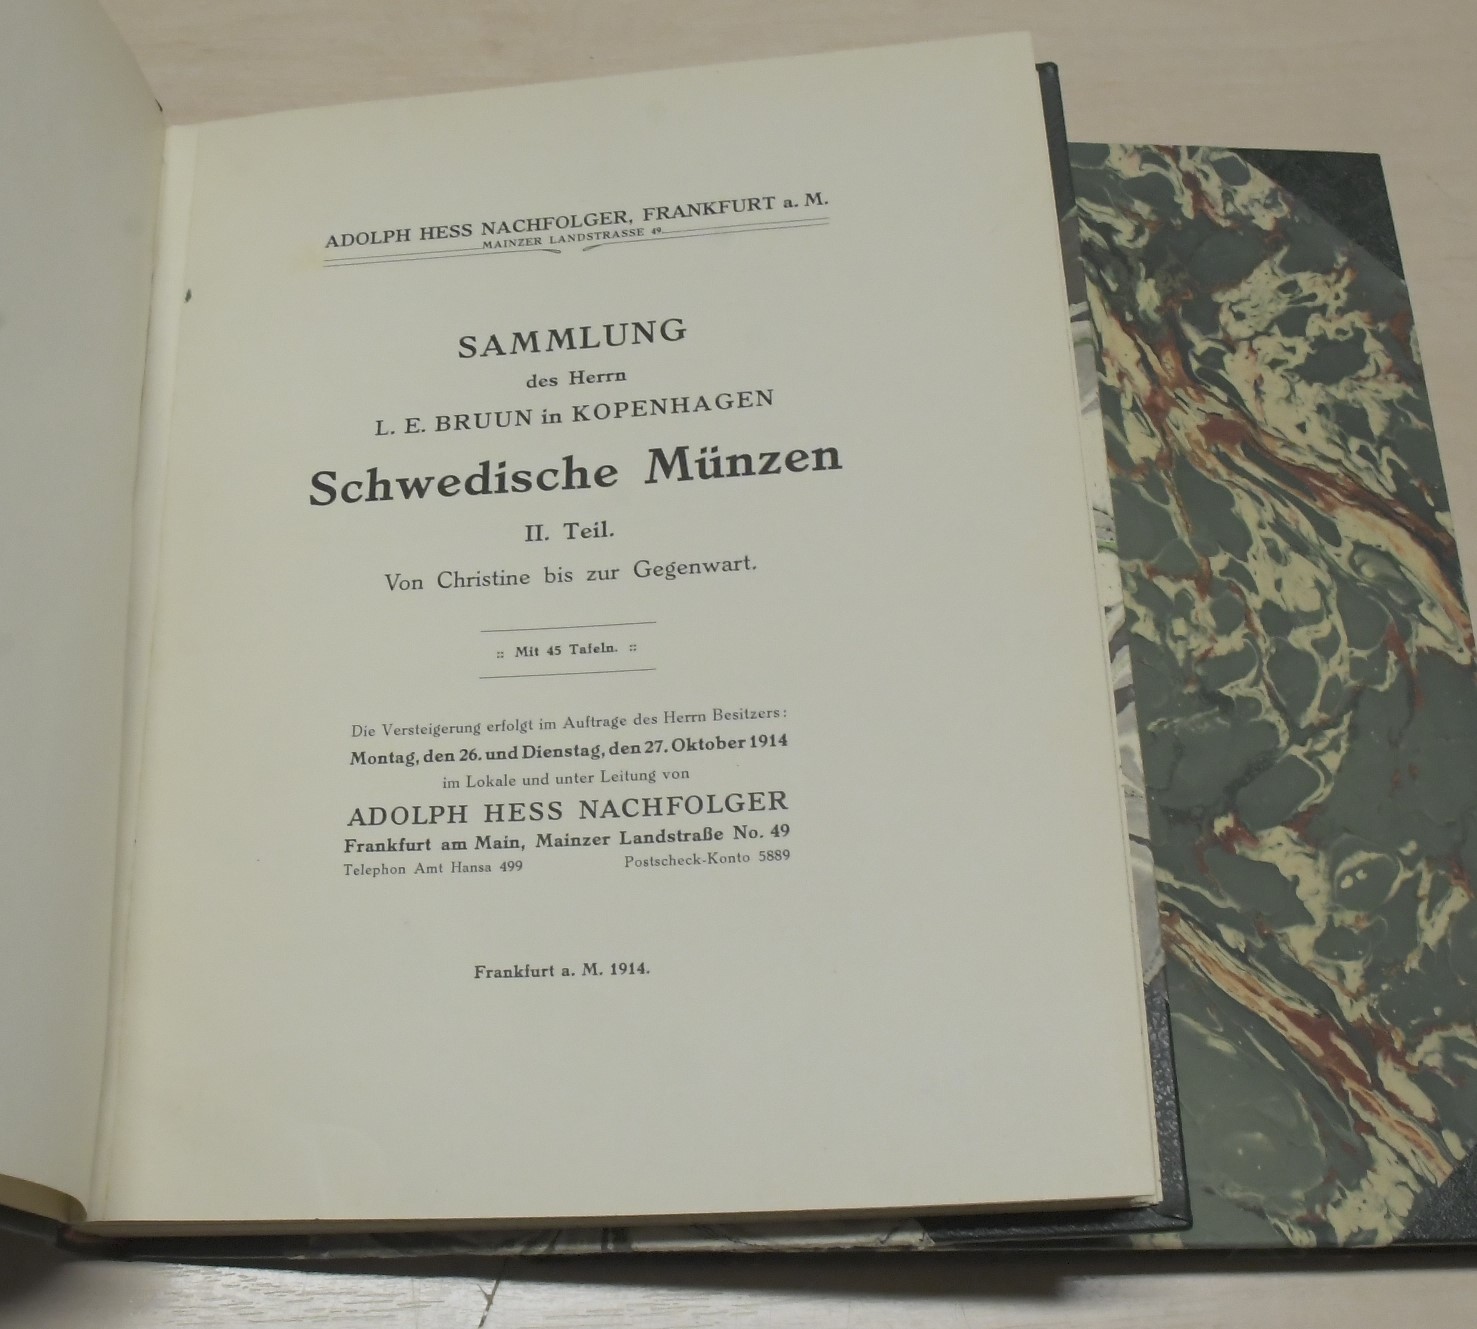 ADOLPH HESS NACHFOLGER, FRANKFURT a. M.
MAINZER LANDSTRASSE 49
SAMMLUNG
des Herrn
L. E. BRUUN in KOPENHAGEN
Schwedische Münzen
II. Teil.
Von Christine bis zur Gegenwart.
:: Mit 45 Tafeln. ::
Die Versteigerung erfolgt im Auftrage des Herrn Besitzers:
Montag, den 26. und Dienstag, den 27. Oktober 1914
im Lokale und unter Leitung von
ADOLPH HESS NACHFOLGER
Frankfurt am Main, Mainzer Landstraße No. 49
Telephon Amt Hansa 499 Postscheck-Konto 5889
Frankfurt a. M. 1914.